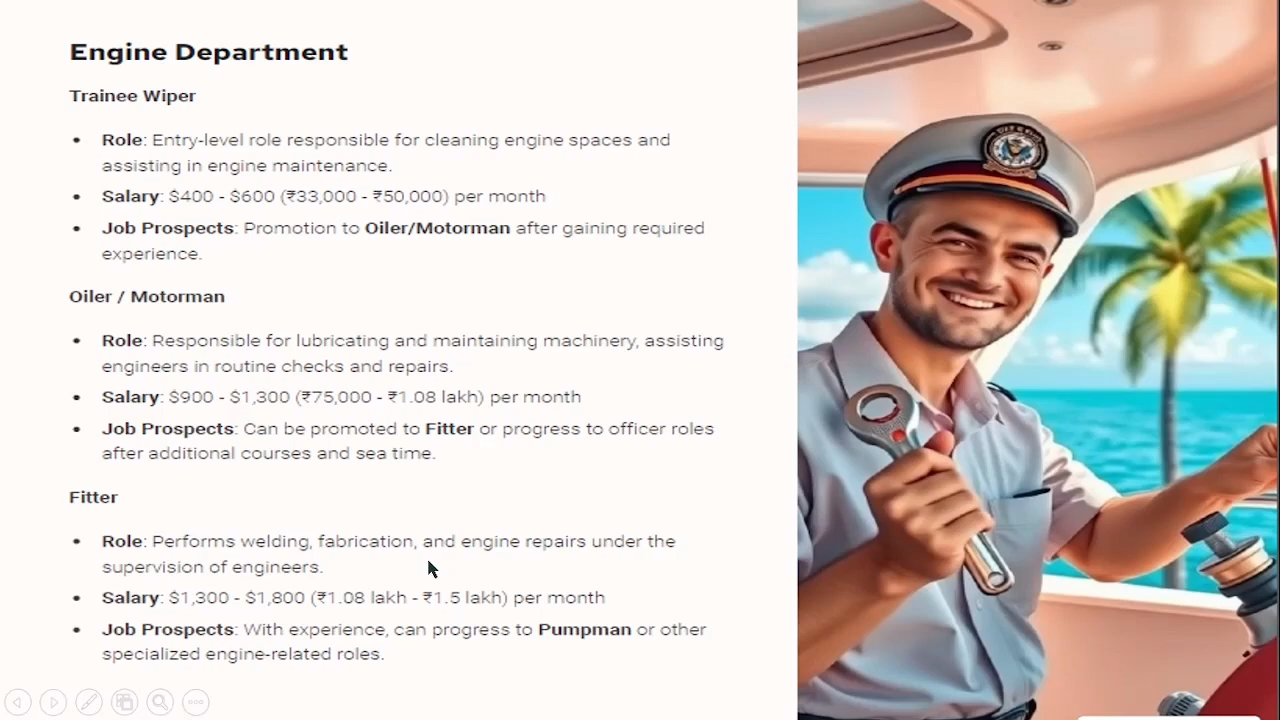 Engine Department
Trainee Wiper
• Role: Entry-level role responsible for cleaning engine spaces and
assisting in engine maintenance.
• Salary: $400 - $600 (₹33,000 - ₹50,000) per month
• Job Prospects: Promotion to Oiler/Motorman after gaining required
experience.
Oiler / Motorman
• Role: Responsible for lubricating and maintaining machinery, assisting
engineers in routine checks and repairs.
• Salary: $900 - $1,300 (₹75,000 - ₹1.08 lakh) per month
• Job Prospects: Can be promoted to Fitter or progress to officer roles
after additional courses and sea time.
Fitter
• Role: Performs welding, fabrication, and engine repairs under the
supervision of engineers.
• Salary: $1,300 - $1,800 (₹1.08 lakh - ₹1.5 lakh) per month
• Job Prospects: With experience, can progress to Pumpman or other
specialized engine-related roles.